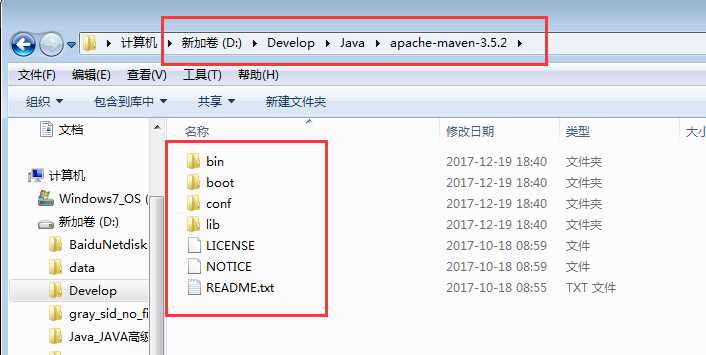 计算机 ▸ 新加卷 (D:) ▸ Develop ▸ Java ▸ apache-maven-3.5.2 ▸
文件(F) 编辑(E) 查看(V) 工具(T) 帮助(H)
组织 包含到库中 共享 新建文件夹
文档
计算机
Windows7_OS (
新加卷 (D:)
BaiduNetdisk
data
Develop
gray_sid_no_fi
Java_JAVA高级
名称 修改日期 类型 大小
bin 2017-12-19 18:40 文件夹
boot 2017-12-19 18:40 文件夹
conf 2017-12-19 18:40 文件夹
lib 2017-12-19 18:40 文件夹
LICENSE 2017-10-18 08:59 文件
NOTICE 2017-10-18 08:59 文件
README.txt 2017-10-18 08:55 TXT 文件